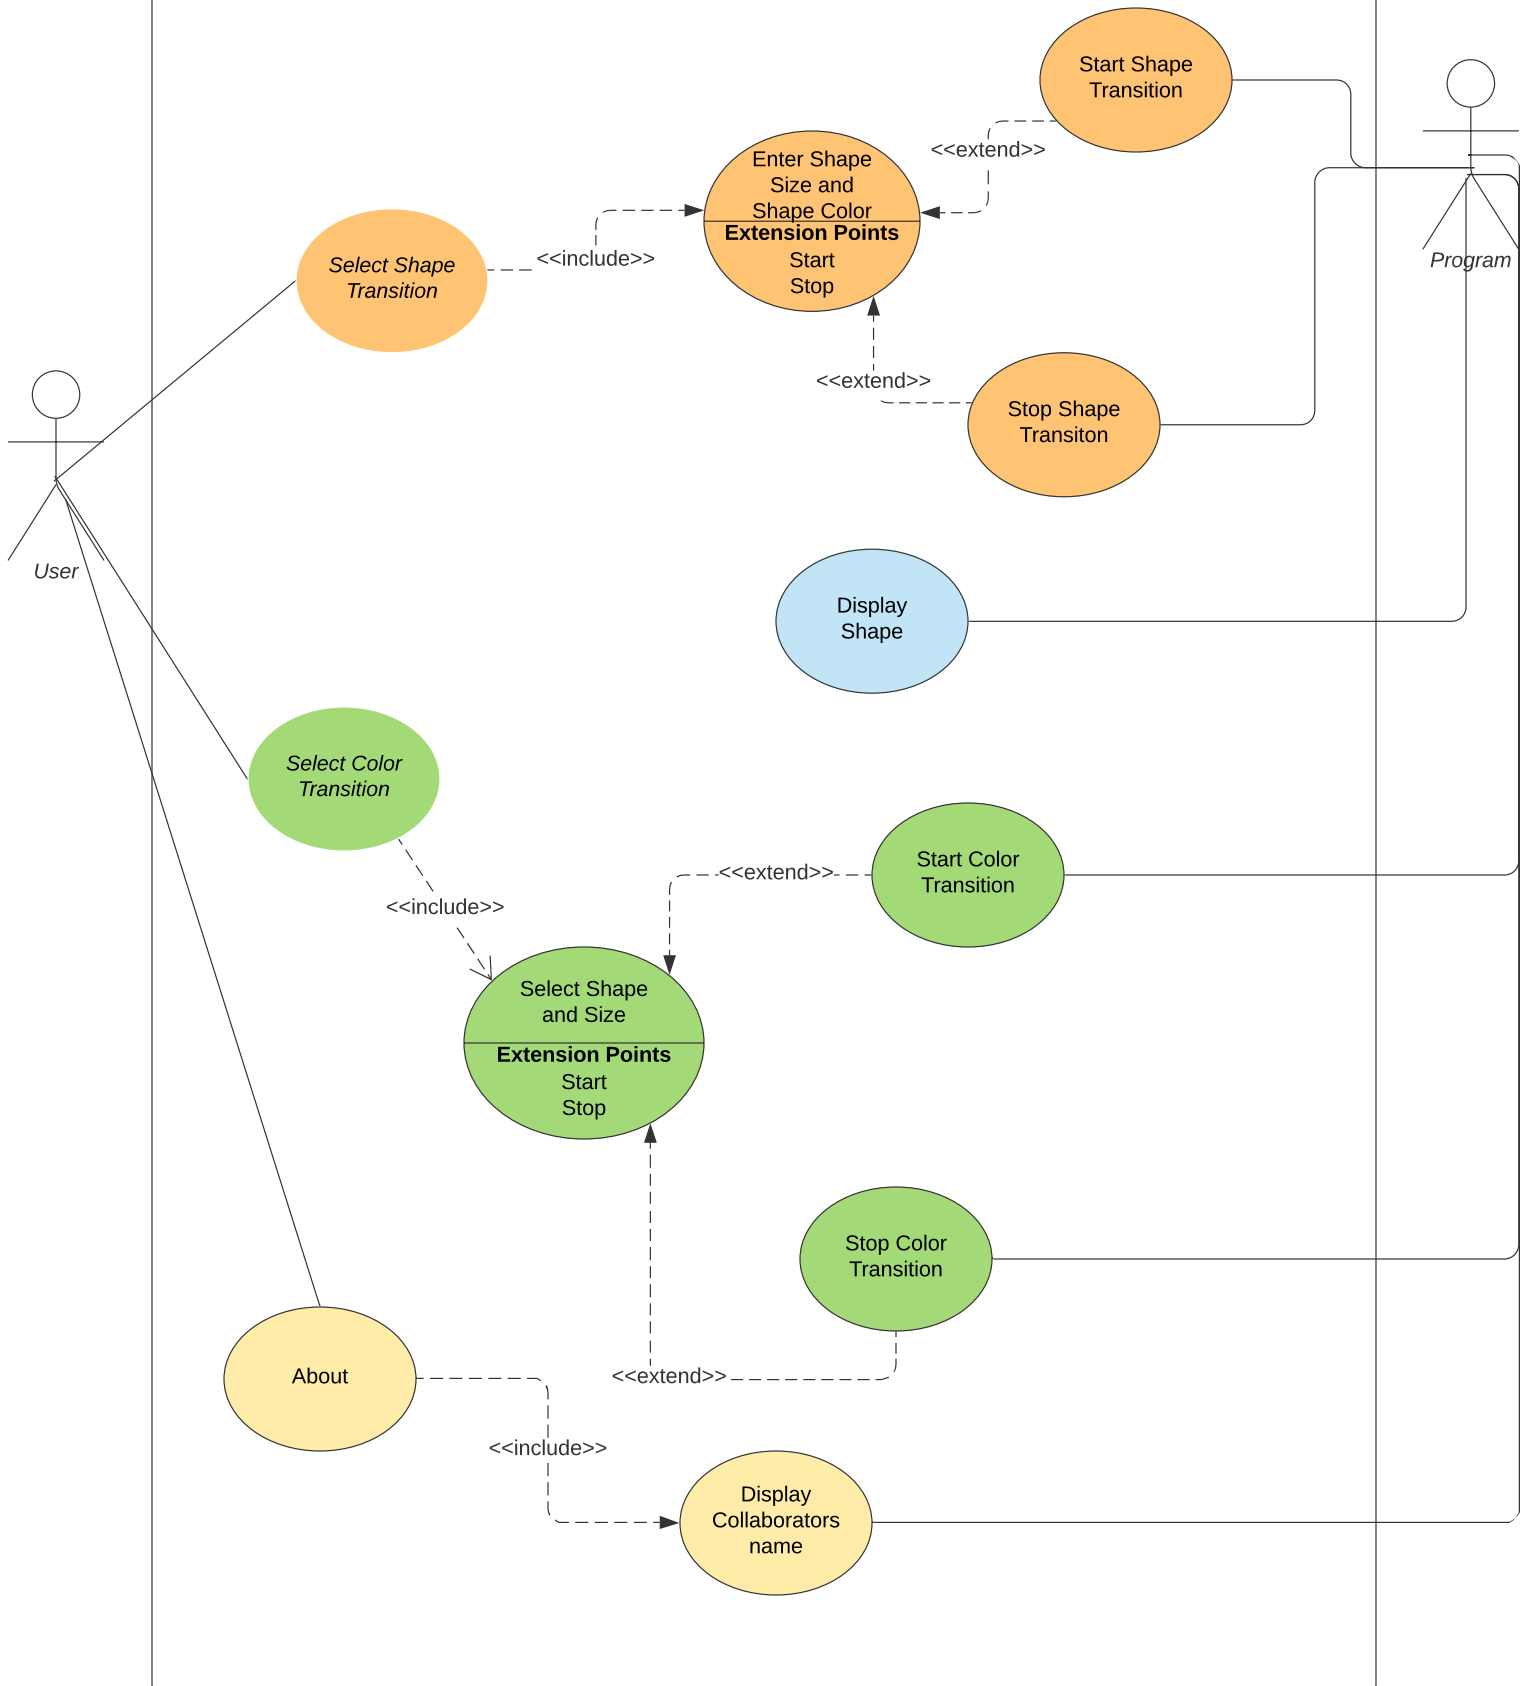 Start Shape
Transition
<<extend>>
Enter Shape
Size and
Shape Color
Extension Points
Start
Stop
<<include>>
Select Shape
Transition
Program
<<extend>>
Stop Shape
Transiton
User
Display
Shape
Select Color
Transition
<<extend>>
Start Color
Transition
<<include>>
Select Shape
and Size
Extension Points
Start
Stop
Stop Color
Transition
About
<<extend>>
<<include>>
Display
Collaborators
name